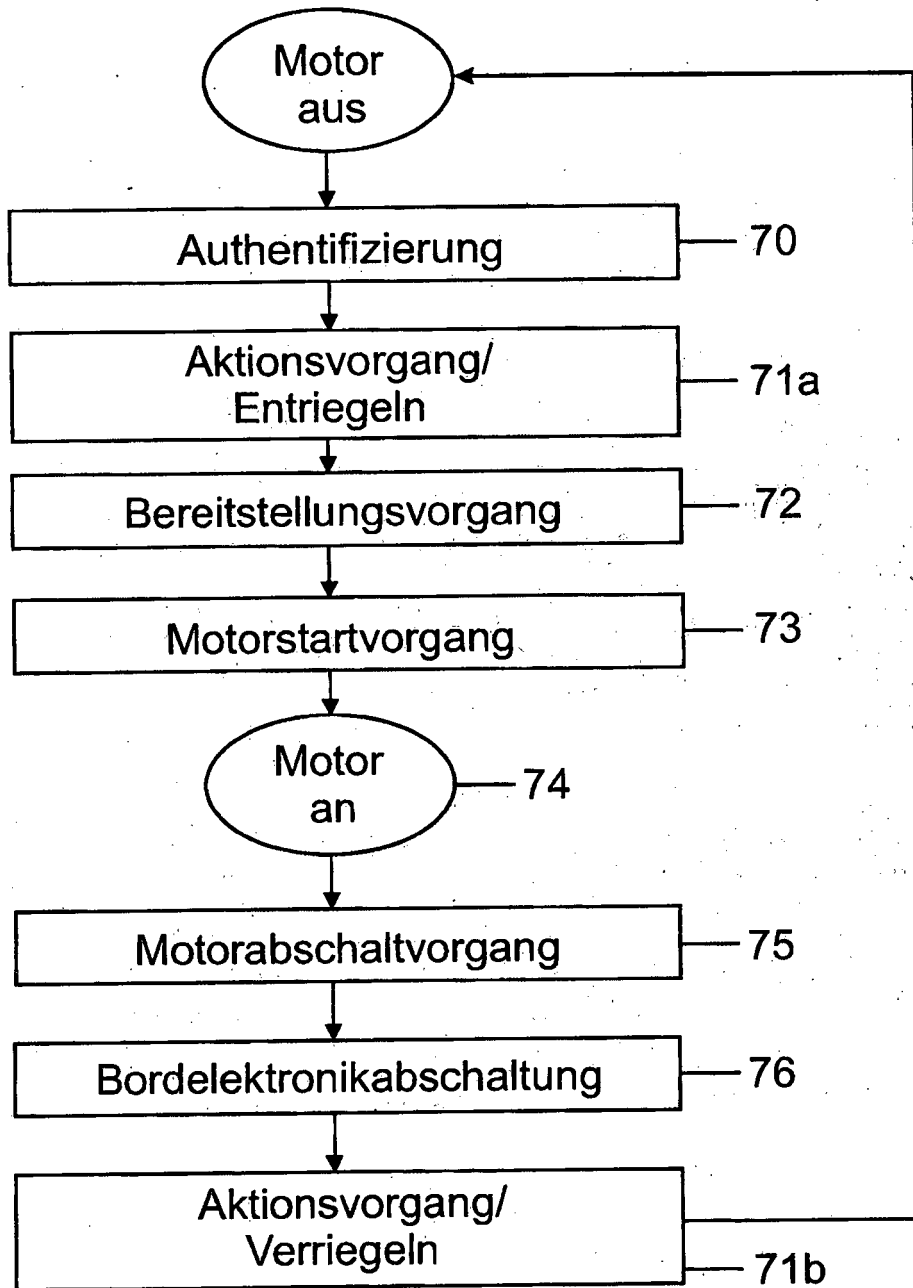 Motor
aus
Authentifizierung
70
Aktionsvorgang/
Entriegeln
71a
Bereitstellungsvorgang
72
Motorstartvorgang
73
Motor
an
74
Motorabschaltvorgang
75
Bordelektronikabschaltung
76
Aktionsvorgang/
Verriegeln
71b